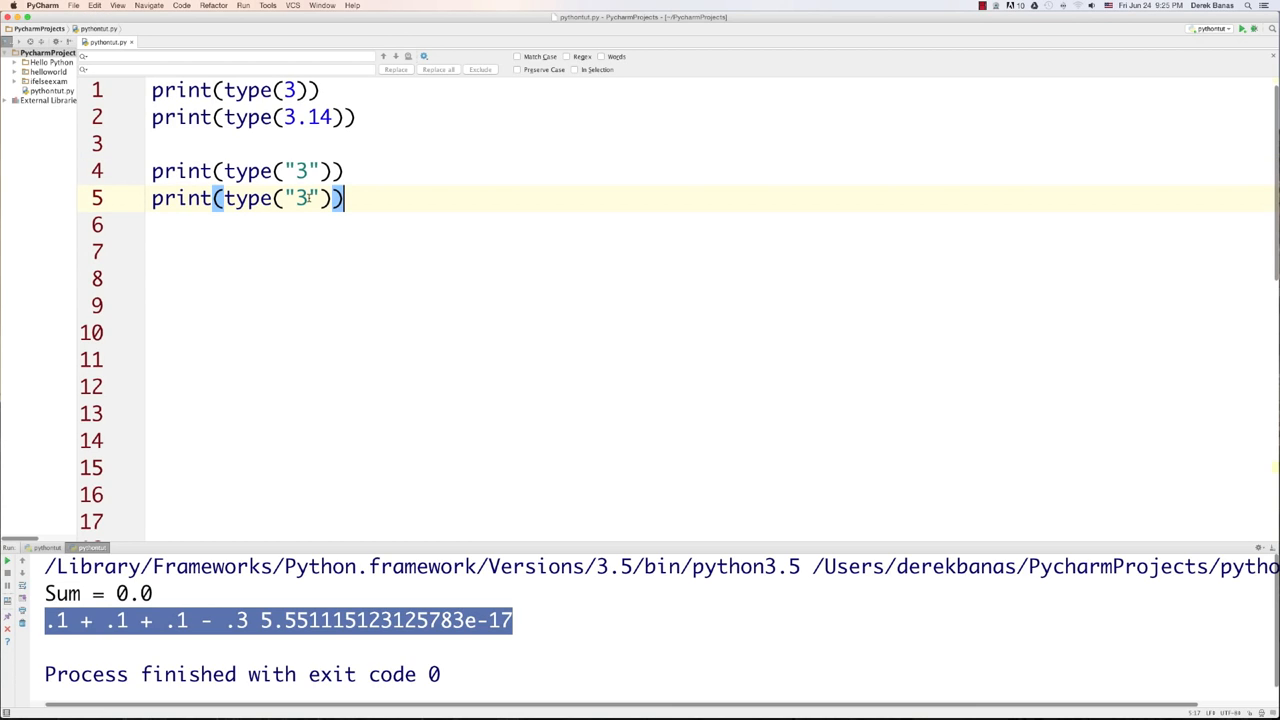 PyCharm File Edit View Navigate Code Refactor Run Tools VCS Window Help
10 Fri Jun 24 9:25 PM Derek Banas
pythontut.py - PycharmProjects - [~/PycharmProjects]
PycharmProjects pythontut.py
pythontut
pythontut.py
PycharmProject
Hello Python
helloworld
ifelseexam
pythontut.py
External Librarie
Match Case Regex Words
Replace Replace all Exclude Preserve Case In Selection
1 print(type(3))
2 print(type(3.14))
3
4 print(type("3"))
5 print(type("3"))
6
7
8
9
10
11
12
13
14
15
16
17
Run: pythontut pythontut
/Library/Frameworks/Python.framework/Versions/3.5/bin/python3.5 /Users/derekbanas/PycharmProjects/pytho
Sum = 0.0
.1 + .1 + .1 - .3 5.551115123125783e-17
Process finished with exit code 0
5:17 LF÷ UTF-8÷